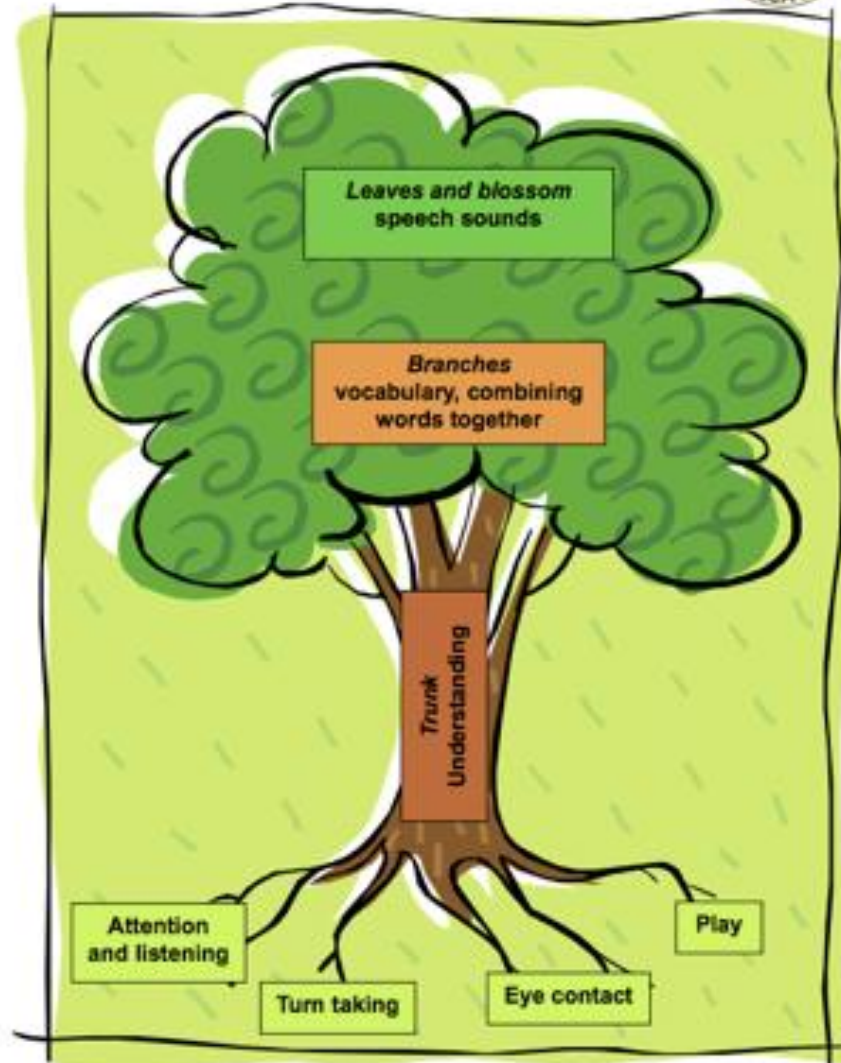 Leaves and blossom
speech sounds
Branches
vocabulary, combining
words together
Trunk
Understanding
Attention
and listening
Turn taking
Eye contact
Play